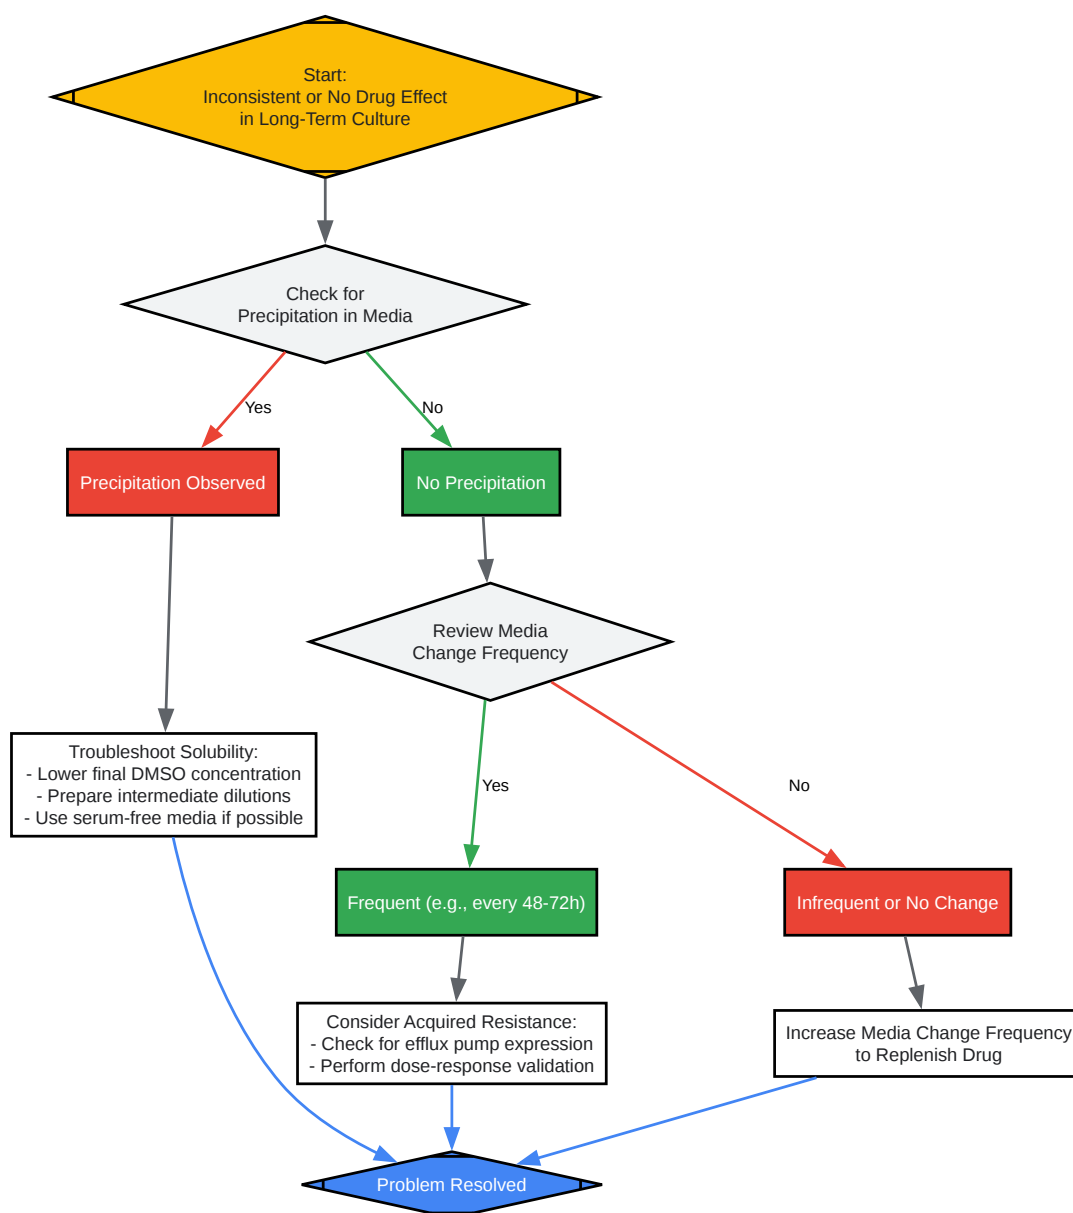 Start:
Inconsistent or No Drug Effect
in Long-Term Culture
Check for
Precipitation in Media
Yes
No
Precipitation Observed
No Precipitation
Review Media
Change Frequency
Troubleshoot Solubility:
- Lower final DMSO concentration
- Prepare intermediate dilutions
- Use serum-free media if possible
Yes
No
Frequent (e.g., every 48-72h)
Infrequent or No Change
Consider Acquired Resistance:
- Check for efflux pump expression
- Perform dose-response validation
Increase Media Change Frequency
to Replenish Drug
Problem Resolved